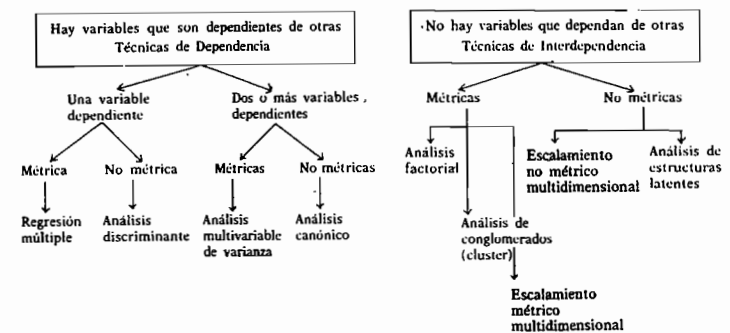 Hay variables que son dependientes de otras
Técnicas de Dependencia
Una variable
dependiente
Dos o más variables,
dependientes
Métrica
No métrica
Métricas
No métricas
Regresión
múltiple
Análisis
discriminante
Análisis
multivariable
de varianza
Análisis
canónico
No hay variables que dependan de otras
Técnicas de Interdependencia
Métricas
No métricas
Análisis
factorial
Escalamiento
no métrico
multidimensional
Análisis de
estructuras
latentes
Análisis de
conglomerados
(cluster)
Escalamiento
métrico
multidimensional